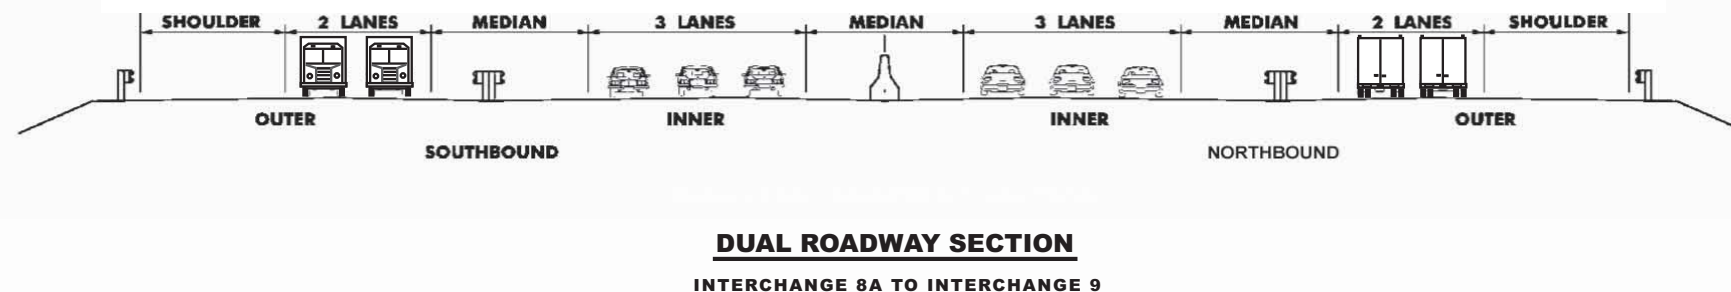 SHOULDER 2 LANES MEDIAN 3 LANES MEDIAN 3 LANES MEDIAN 2 LANES SHOULDER
OUTER INNER INNER OUTER
SOUTHBOUND NORTHBOUND
DUAL ROADWAY SECTION
INTERCHANGE 8A TO INTERCHANGE 9